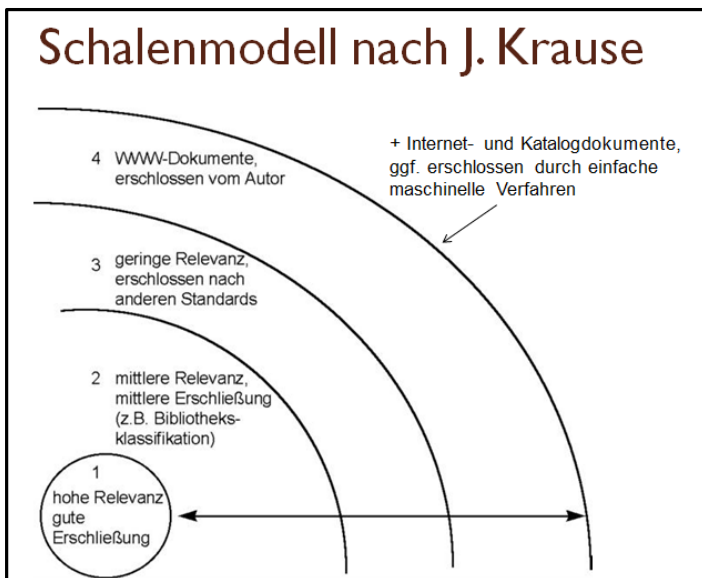 Schalenmodell nach J. Krause
+ Internet- und Katalogdokumente,
ggf. erschlossen durch einfache
maschinelle Verfahren
4 WWW-Dokumente,
erschlossen vom Autor
3 geringe Relevanz,
erschlossen nach
anderen Standards
2 mittlere Relevanz,
mittlere Erschließung
(z.B. Bibliotheks-
klassifikation)
1
hohe Relevanz
gute
Erschließung